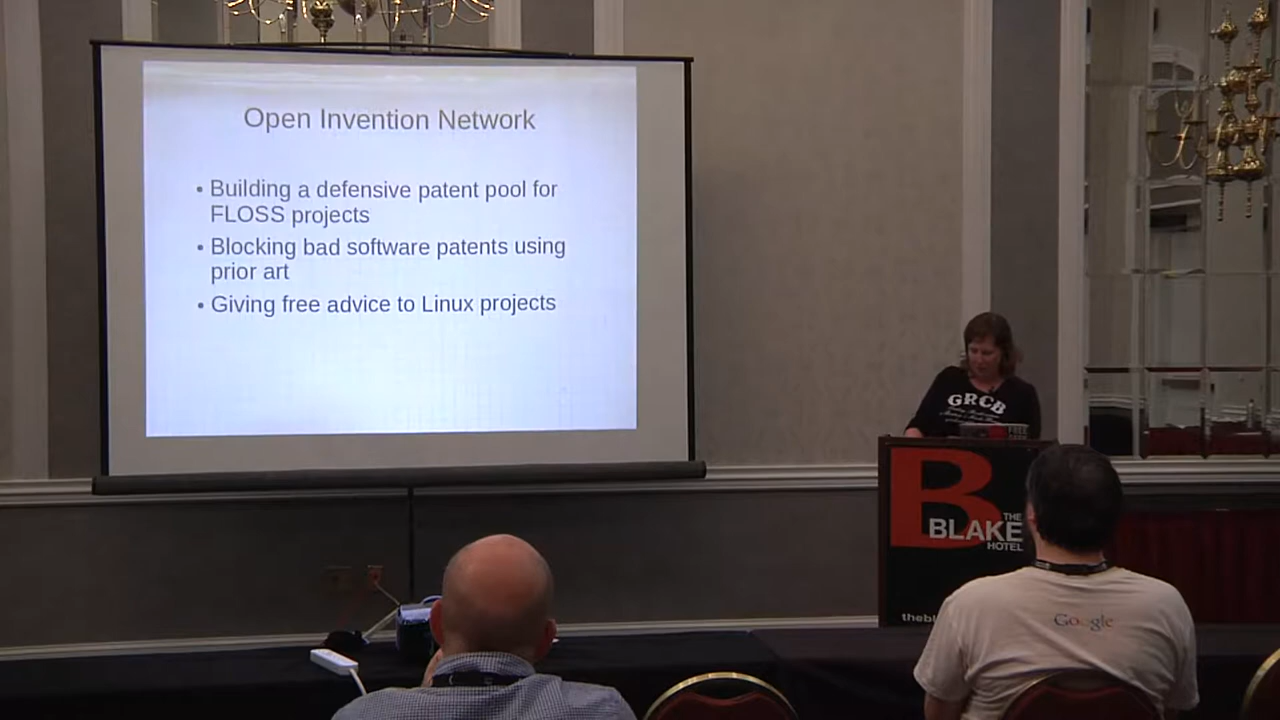 Open Invention Network
• Building a defensive patent pool for
FLOSS projects
• Blocking bad software patents using
prior art
• Giving free advice to Linux projects
GRCB
B
THE
BLAKE
HOTEL
Google